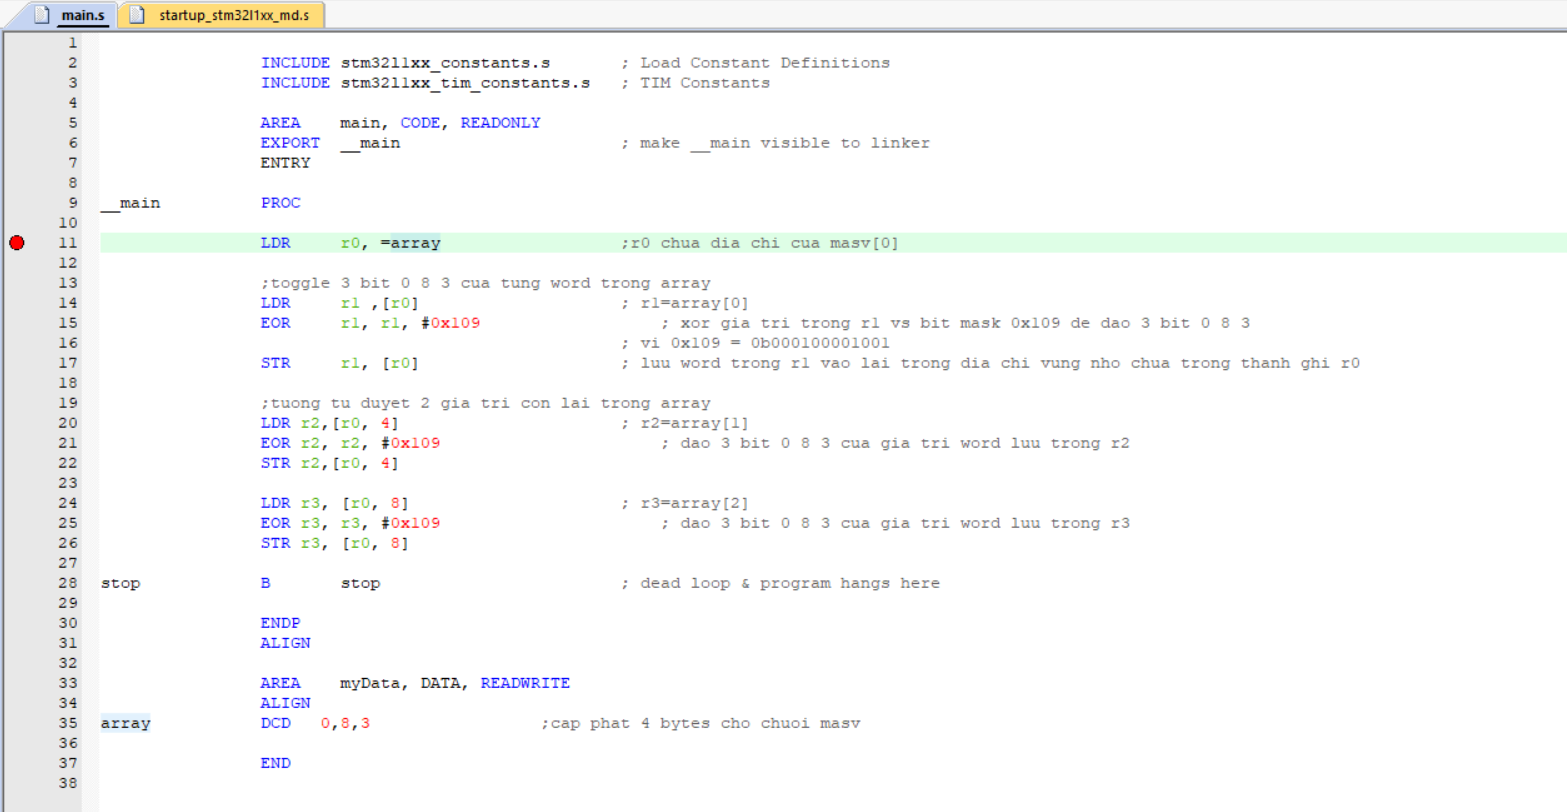 main.s startup_stm32l1xx_md.s
1
2 INCLUDE stm32l1xx_constants.s ; Load Constant Definitions
3 INCLUDE stm32l1xx_tim_constants.s ; TIM Constants
4
5 AREA main, CODE, READONLY
6 EXPORT __main ; make __main visible to linker
7 ENTRY
8
9 __main PROC
10
11 LDR r0, =array ;r0 chua dia chi cua masv[0]
12
13 ;toggle 3 bit 0 8 3 cua tung word trong array
14 LDR r1 ,[r0] ; r1=array[0]
15 EOR r1, r1, #0x109 ; xor gia tri trong r1 vs bit mask 0x109 de dao 3 bit 0 8 3
16 ; vi 0x109 = 0b000100001001
17 STR r1, [r0] ; luu word trong r1 vao lai trong dia chi vung nho chua trong thanh ghi r0
18
19 ;tuong tu duyet 2 gia tri con lai trong array
20 LDR r2,[r0, 4] ; r2=array[1]
21 EOR r2, r2, #0x109 ; dao 3 bit 0 8 3 cua gia tri word luu trong r2
22 STR r2,[r0, 4]
23
24 LDR r3, [r0, 8] ; r3=array[2]
25 EOR r3, r3, #0x109 ; dao 3 bit 0 8 3 cua gia tri word luu trong r3
26 STR r3, [r0, 8]
27
28 stop B stop ; dead loop & program hangs here
29
30 ENDP
31 ALIGN
32
33 AREA myData, DATA, READWRITE
34 ALIGN
35 array DCD 0,8,3 ;cap phat 4 bytes cho chuoi masv
36
37 END
38